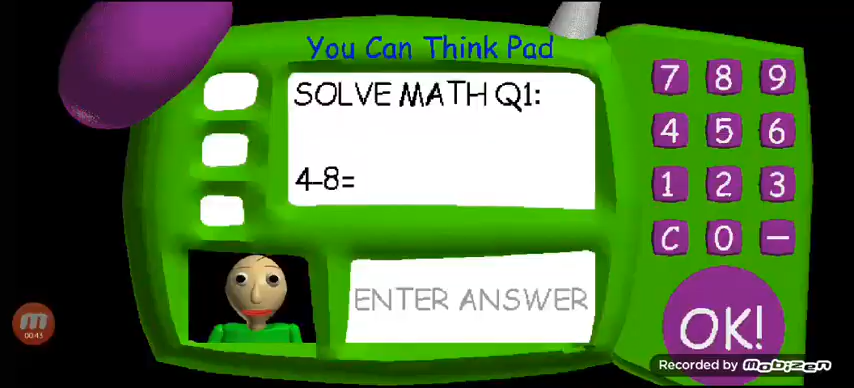 You Can Think Pad
SOLVE MATH Q1:
4-8=
7 8 9
4 5 6
1 2 3
C 0 –
ENTER ANSWER
OK!
00:45
Recorded by mobizen